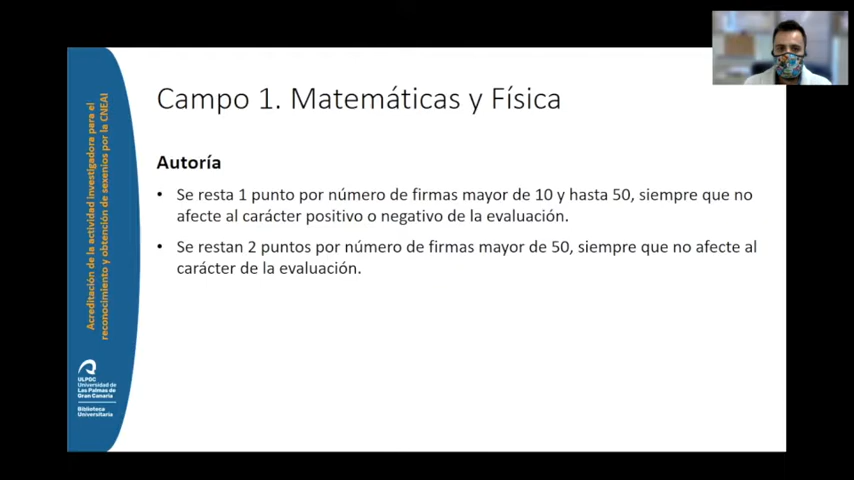 Campo 1. Matemáticas y Física
Autoría
• Se resta 1 punto por número de firmas mayor de 10 y hasta 50, siempre que no
afecte al carácter positivo o negativo de la evaluación.
• Se restan 2 puntos por número de firmas mayor de 50, siempre que no afecte al
carácter de la evaluación.
Acreditación de la actividad investigadora para el
reconocimiento y obtención de sexenios por la CNEAI
ULPGC
Universidad de
Las Palmas de
Gran Canaria
Biblioteca
Universitaria